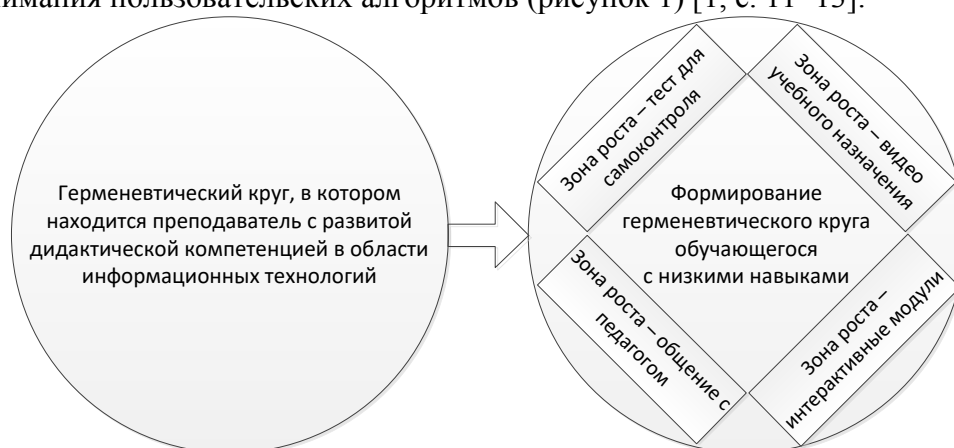 нимания пользовательских алгоритмов (рисунок 1) [1, с. 11–13].
Герменевтический круг, в котором
находится преподаватель с развитой
дидактической компетенцией в области
информационных технологий
Зона роста – тест для
самоконтроля
Зона роста – видео
учебного назначения
Формирование
герменевтического круга
обучающегося
с низкими навыками
Зона роста – общение с
педагогом
Зона роста –
интерактивные модули